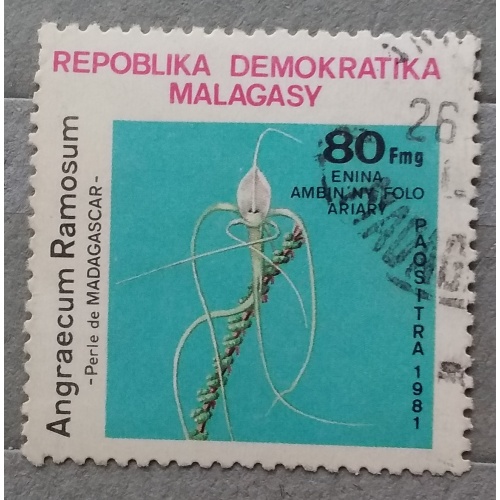 REPOBLIKA DEMOKRATIKA
MALAGASY
Angraecum Ramosum
-Perle de MADAGASCAR-
80 Fmg
ENINA
AMBIN'NY FOLO
ARIARY
PAOSITRA 1981
26